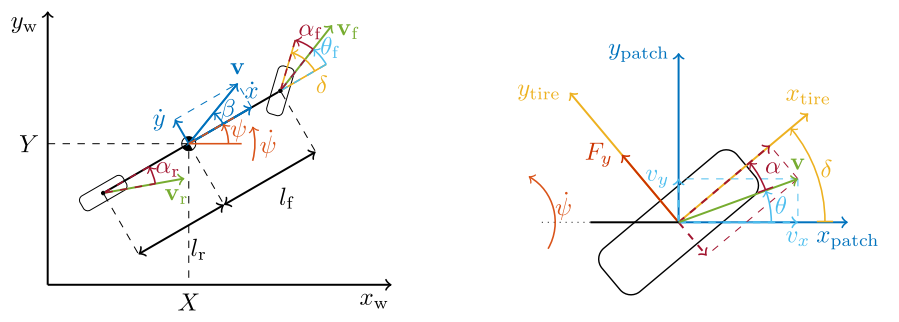 y_w
α_f
v_f
θ_f
v
ẋ
δ
ẏ
β
ψ
ψ̇
Y
α_r
v_r
l_f
l_r
X
x_w
y_patch
y_tire
x_tire
F_y
v_y
α
v
δ
ψ̇
θ
v_x
x_patch